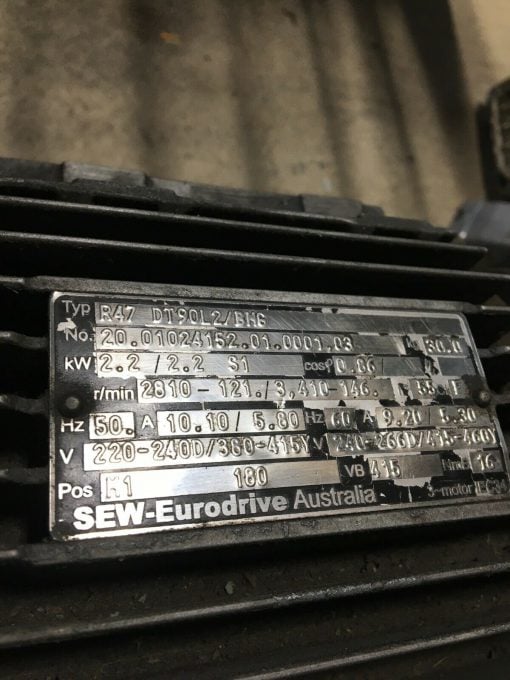 Typ R47 DT90L2/BMG
No. 20.01024152.01.0001.03 30.0
kW 2.2 / 2.2 S1 cosφ 0.86
r/min 2810 - 121. / 3,410-146.
Hz 50. A 10.10/5.80 Hz 60 A 9.20/5.30
V 220-240D/380-415Y V 240-266D/415-460Y
Pos M1 180 VB 415 Nm 16
SEW-Eurodrive Australia 3-motor IEC34